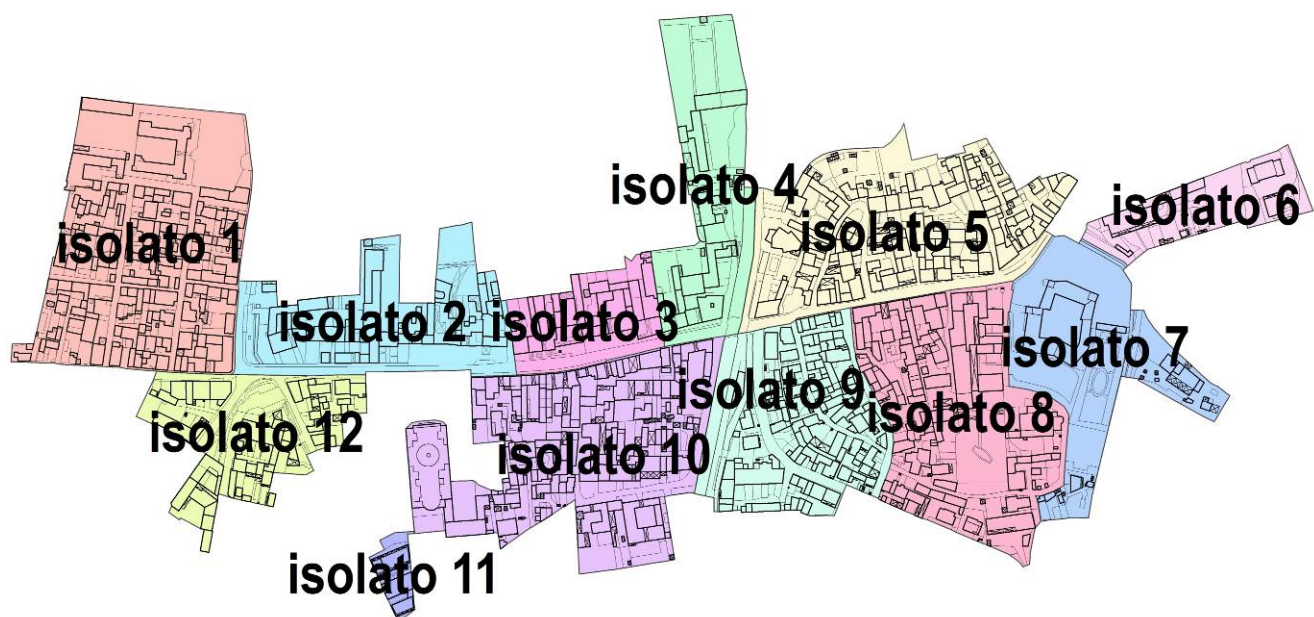 isolato 1
isolato 2
isolato 3
isolato 4
isolato 5
isolato 6
isolato 7
isolato 8
isolato 9
isolato 10
isolato 11
isolato 12